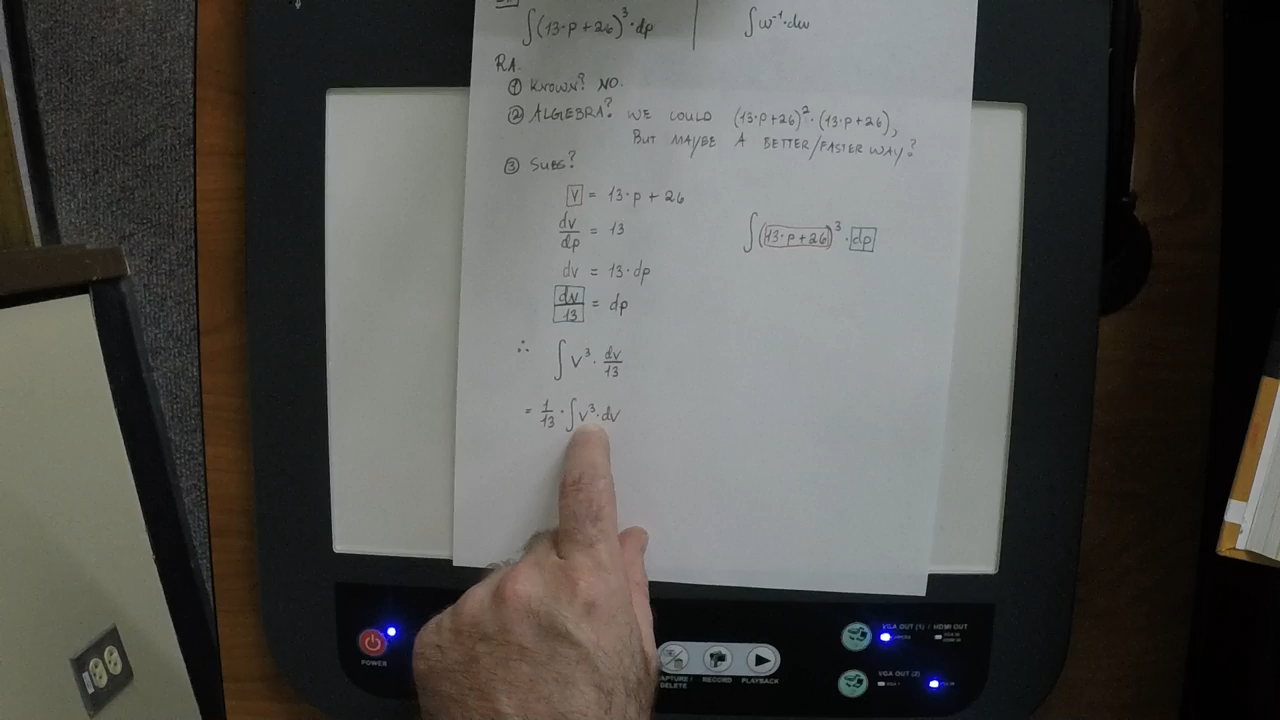 ∫(13·p+26)³·dp | ∫ω⁻¹·dω
RA.
① KNOWN? NO.
② ALGEBRA? WE COULD (13·p+26)²·(13·p+26),
BUT MAYBE A BETTER/FASTER WAY?
③ SUBS?
v = 13·p + 26
dv/dp = 13
∫(13·p+26)³·dp
dv = 13·dp
dv/13 = dp
∴ ∫v³·dv/13
= 1/13·∫v³·dv
POWER
CAPTURE / DELETE
RECORD
PLAYBACK
VGA OUT (1) / HDMI OUT
VGA OUT (2)